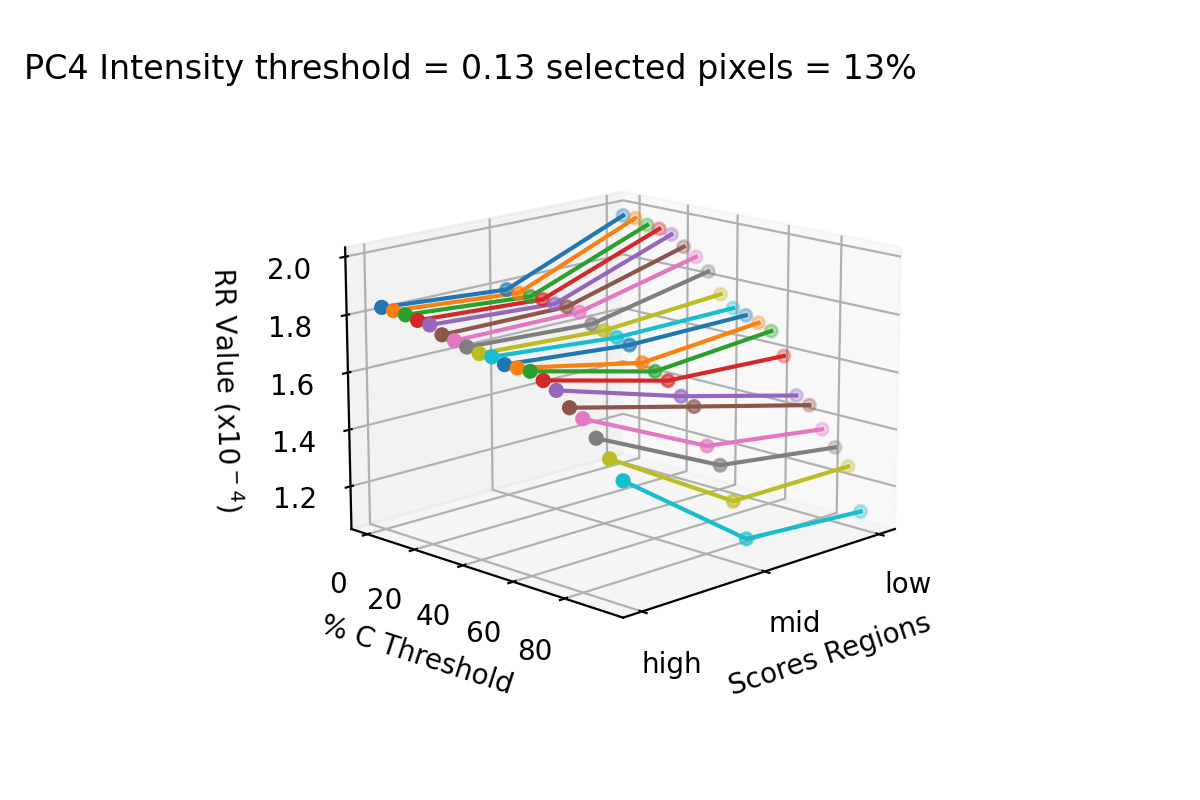 PC4 Intensity threshold = 0.13 selected pixels = 13%
RR Value (x10⁻⁴)
2.0
1.8
1.6
1.4
1.2
0
20
40
60
80
% C Threshold
high
mid
low
Scores Regions